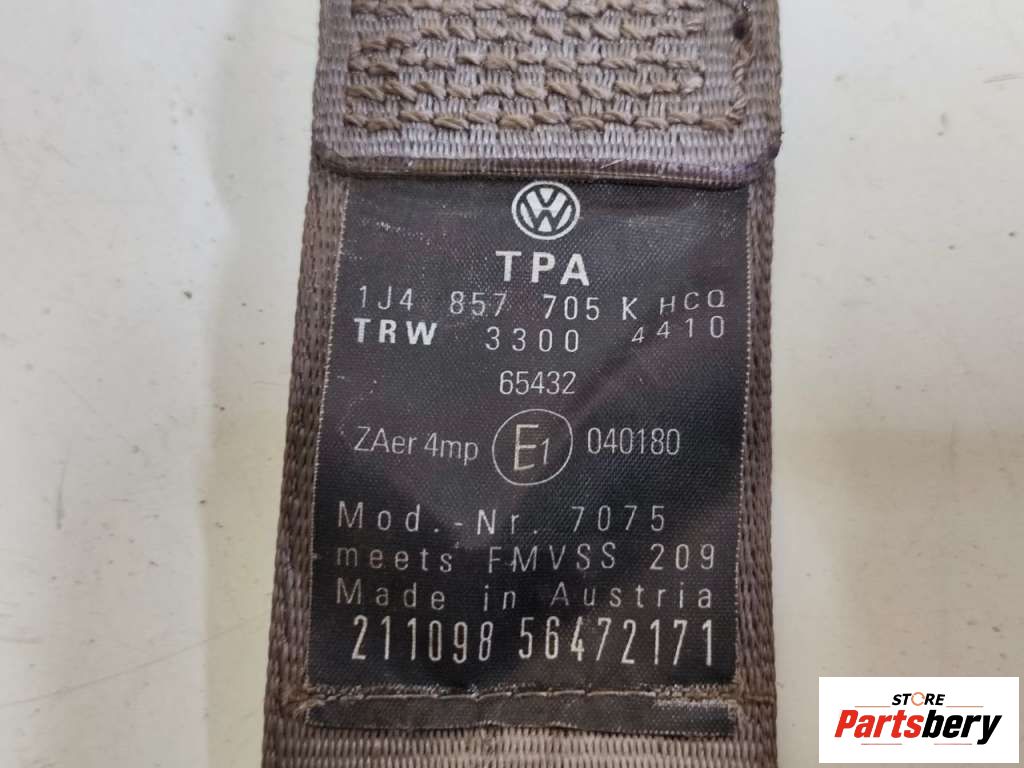 VW
TPA
1J4 857 705 K HCQ
TRW 3300 4410
65432
ZAer 4mp E1 040180
Mod.-Nr. 7075
meets FMVSS 209
Made in Austria
211098 56472171
STORE
Partsbery